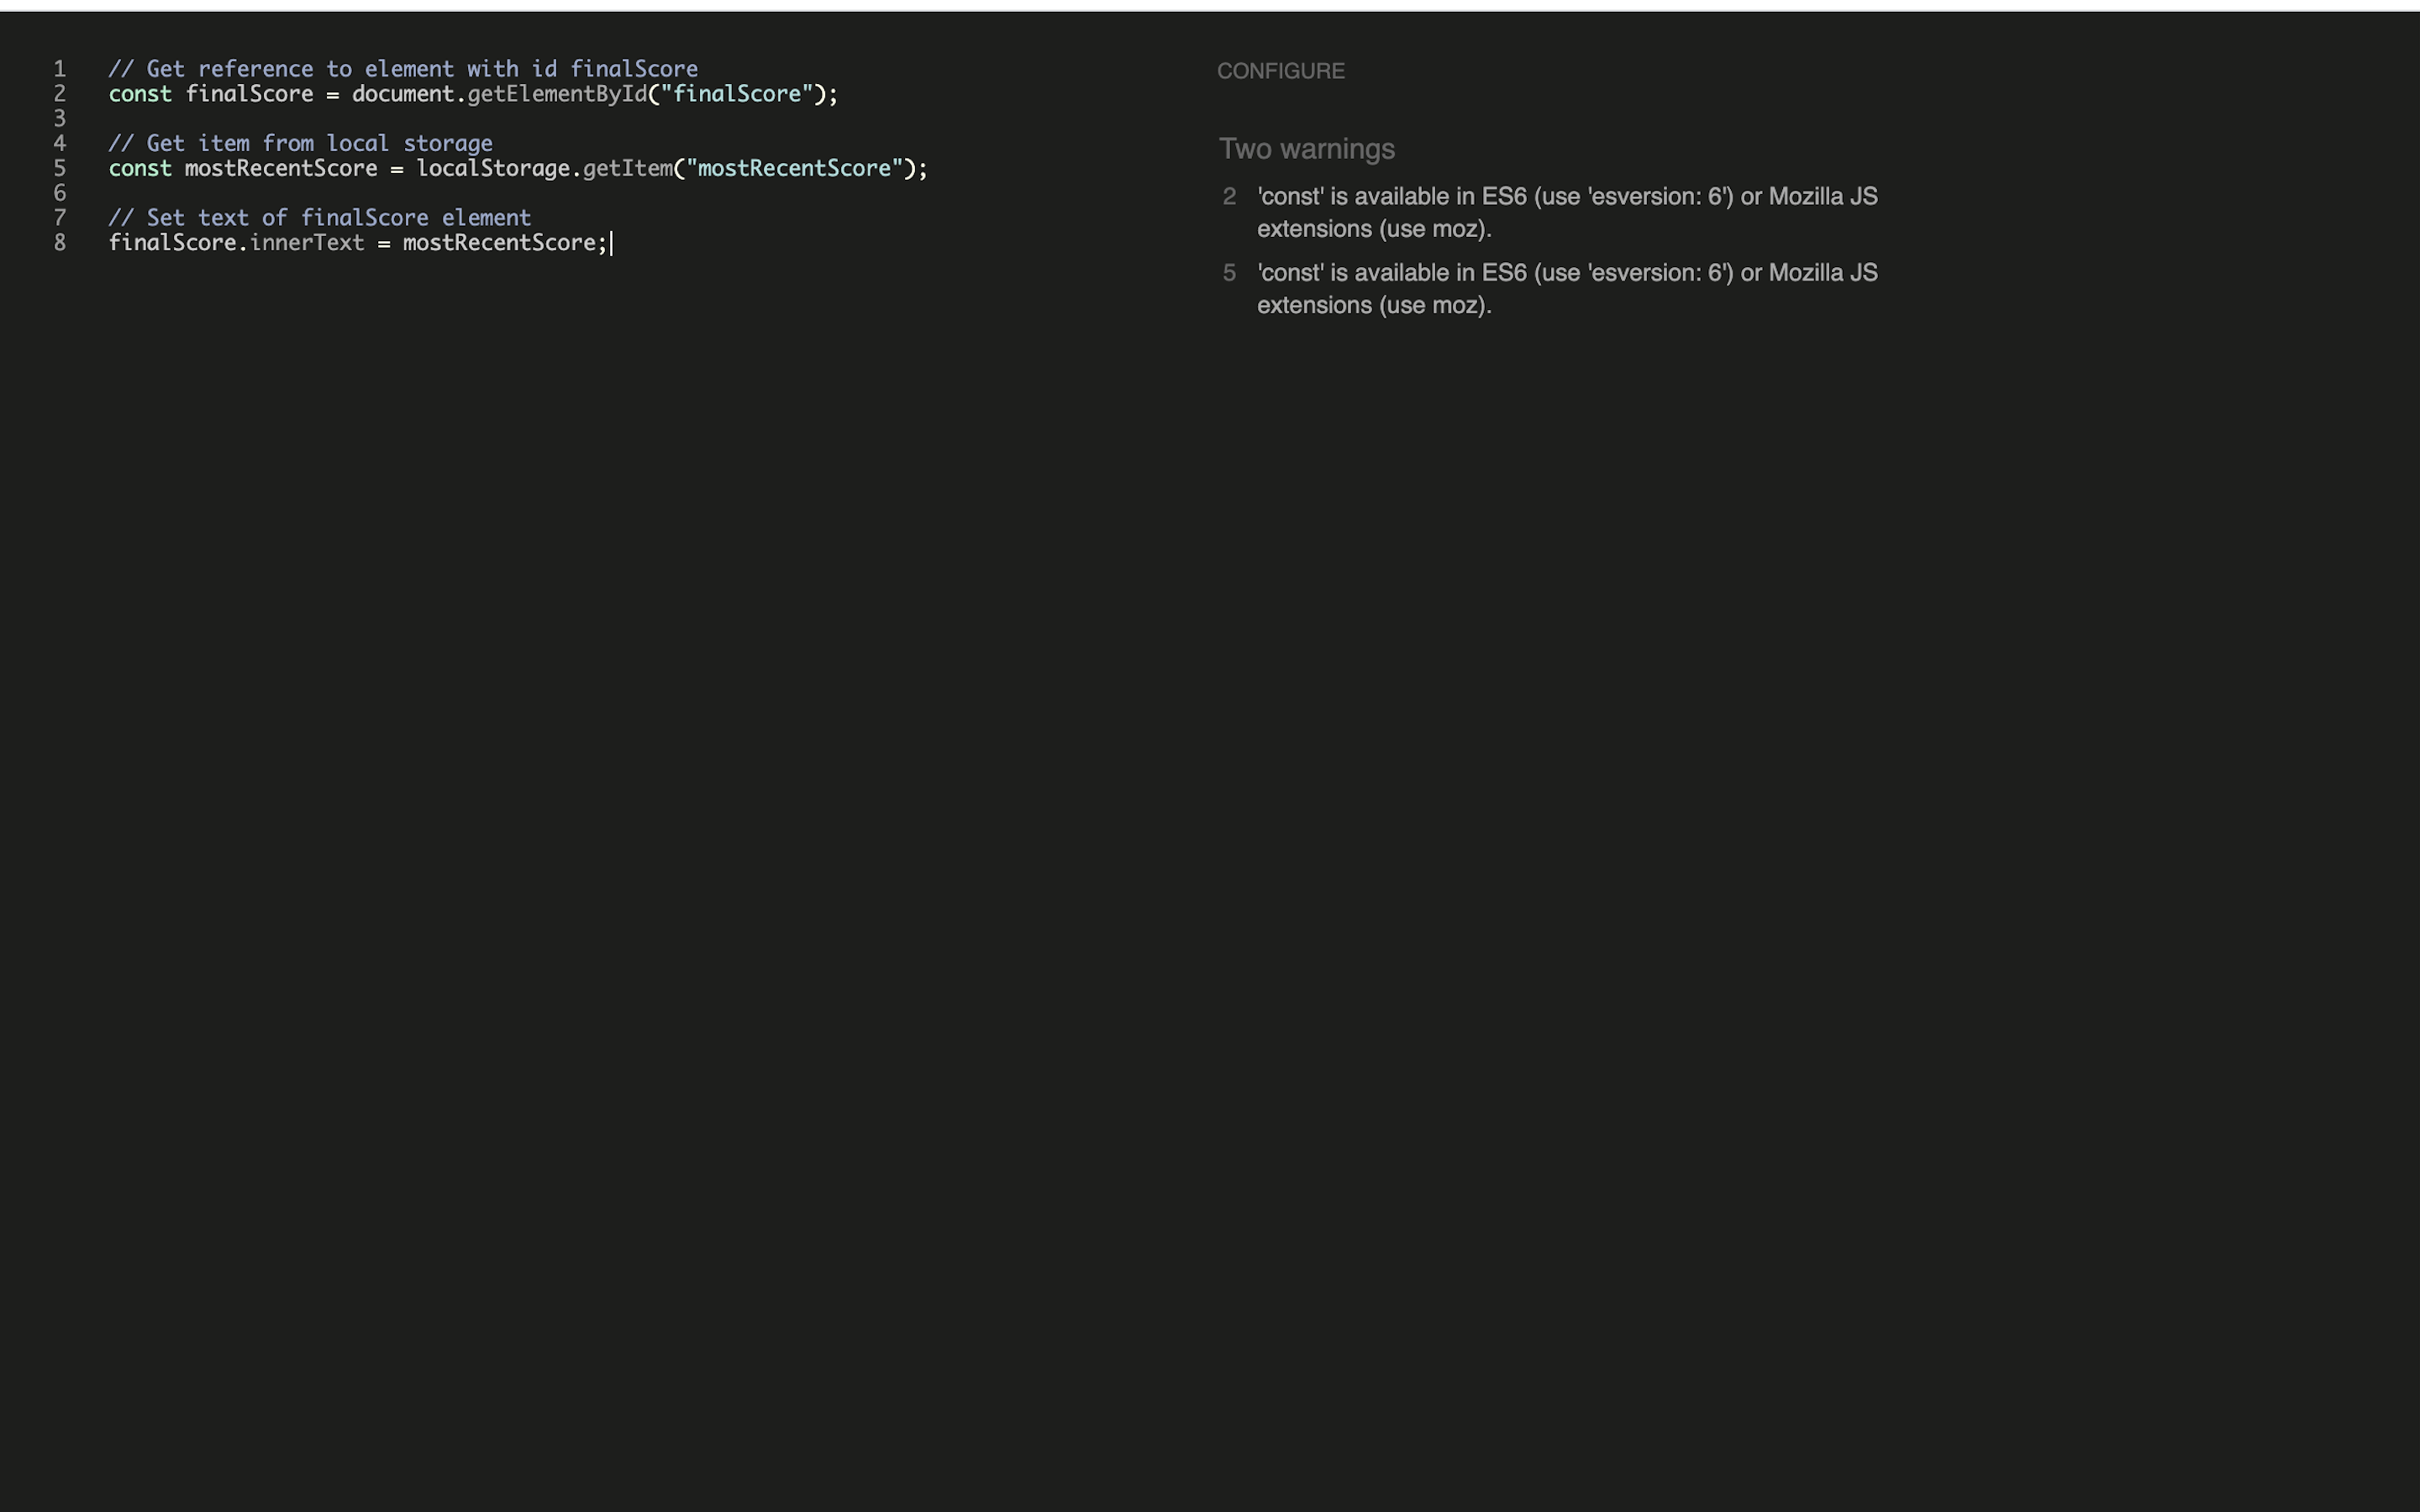 1 // Get reference to element with id finalScore
2 const finalScore = document.getElementById("finalScore");
3
4 // Get item from local storage
5 const mostRecentScore = localStorage.getItem("mostRecentScore");
6
7 // Set text of finalScore element
8 finalScore.innerText = mostRecentScore;
CONFIGURE
Two warnings
2 'const' is available in ES6 (use 'esversion: 6') or Mozilla JS
extensions (use moz).
5 'const' is available in ES6 (use 'esversion: 6') or Mozilla JS
extensions (use moz).